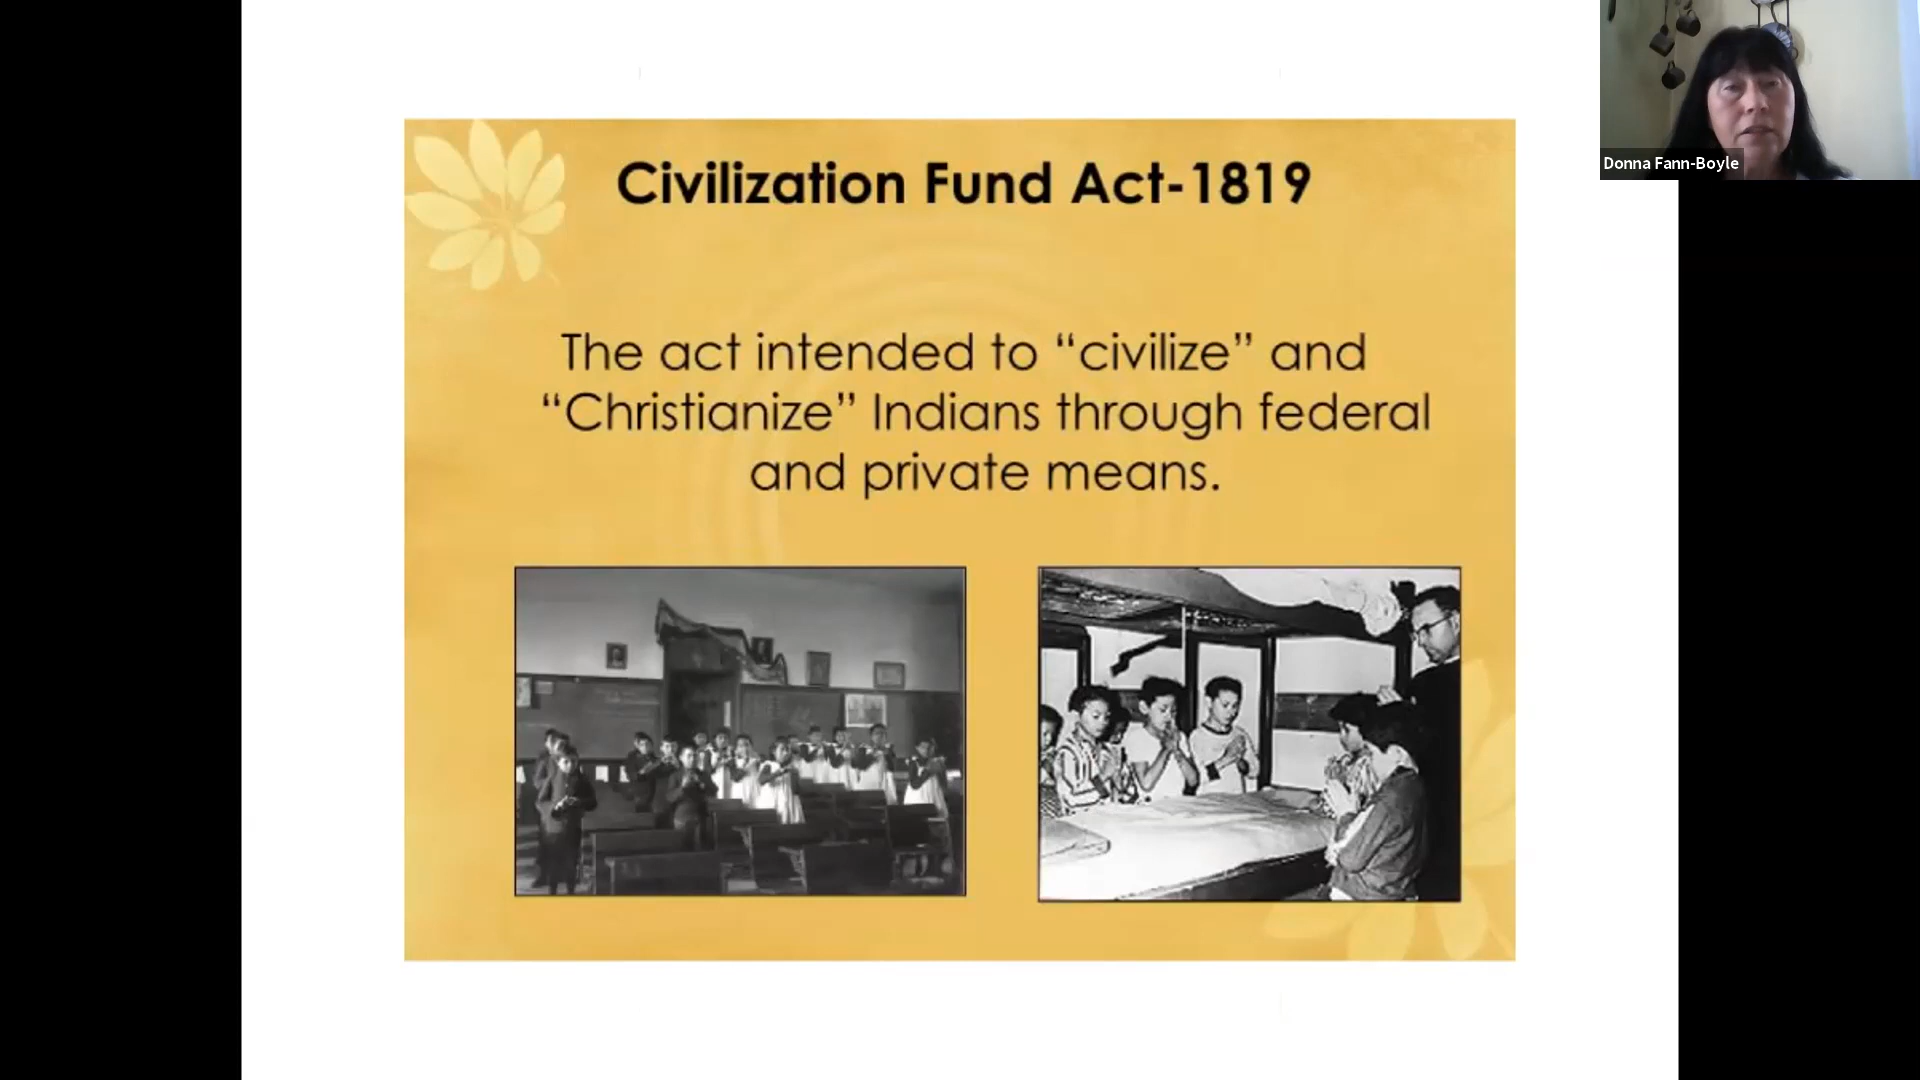 Civilization Fund Act-1819
The act intended to “civilize” and
“Christianize” Indians through federal
and private means.
Donna Fann-Boyle